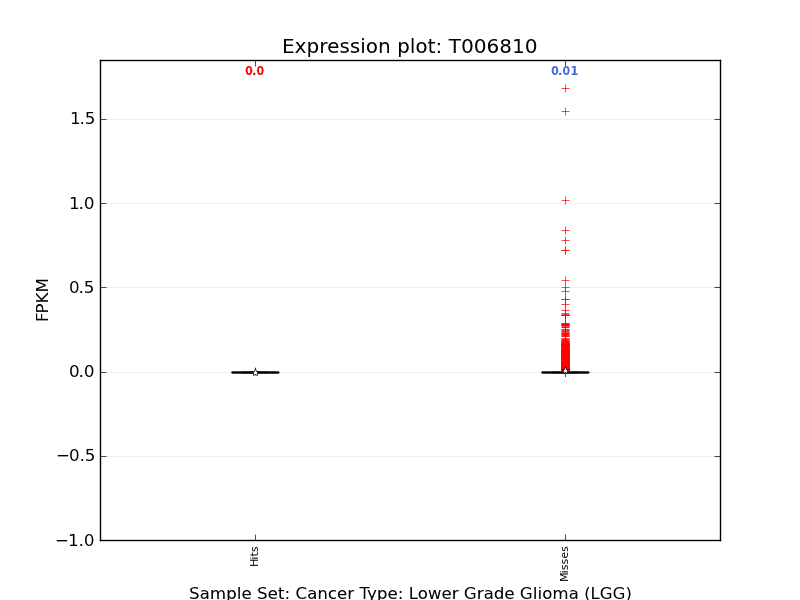 Expression plot: T006810
0.0
0.01
1.5
1.0
0.5
0.0
−0.5
−1.0
FPKM
Hits
Misses
Sample Set: Cancer Type: Lower Grade Glioma (LGG)